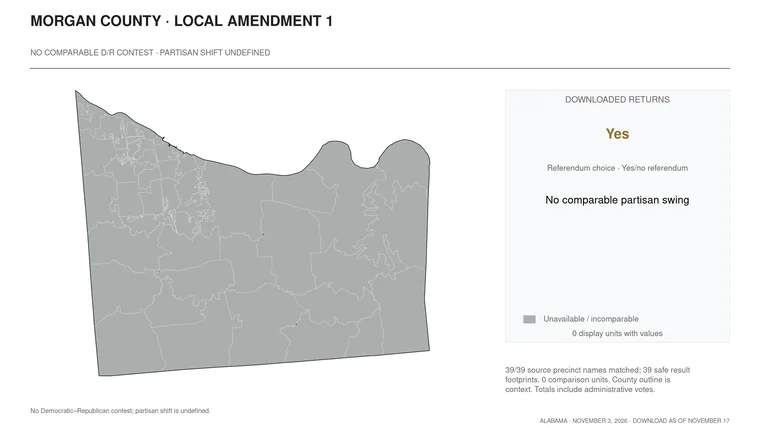 MORGAN COUNTY · LOCAL AMENDMENT 1
NO COMPARABLE D/R CONTEST · PARTISAN SHIFT UNDEFINED
DOWNLOADED RETURNS
Yes
Referendum choice · Yes/no referendum
No comparable partisan swing
Unavailable / incomparable
0 display units with values
39/39 source precinct names matched; 39 safe result
footprints. 0 comparison units. County outline is
context. Totals include administrative votes.
No Democratic–Republican contest; partisan shift is undefined.
ALABAMA · NOVEMBER 3, 2026 · DOWNLOAD AS OF NOVEMBER 17